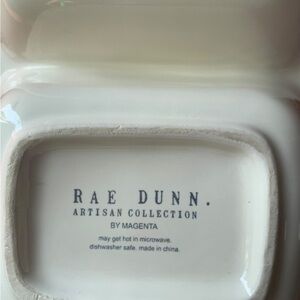 RAE DUNN.
ARTISAN COLLECTION
BY MAGENTA
may get hot in microwave.
dishwasher safe. made in china